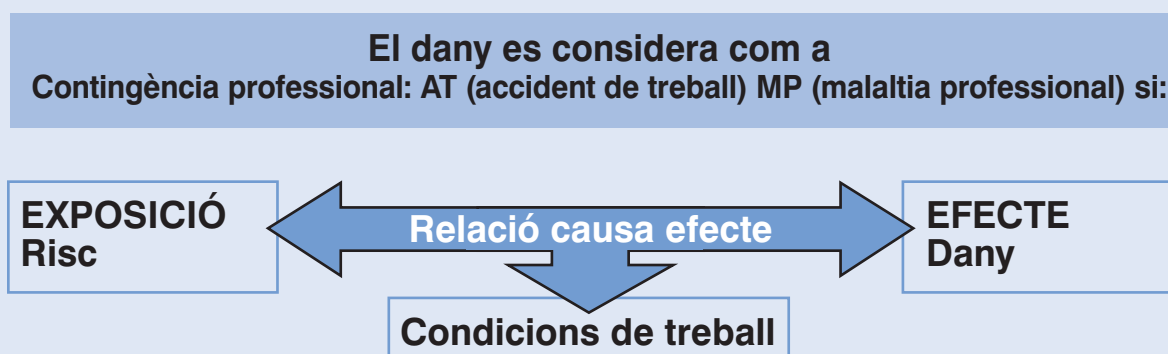 El dany es considera com a
Contingència professional: AT (accident de treball) MP (malaltia professional) si:
EXPOSICIÓ
Risc
Relació causa efecte
EFECTE
Dany
Condicions de treball